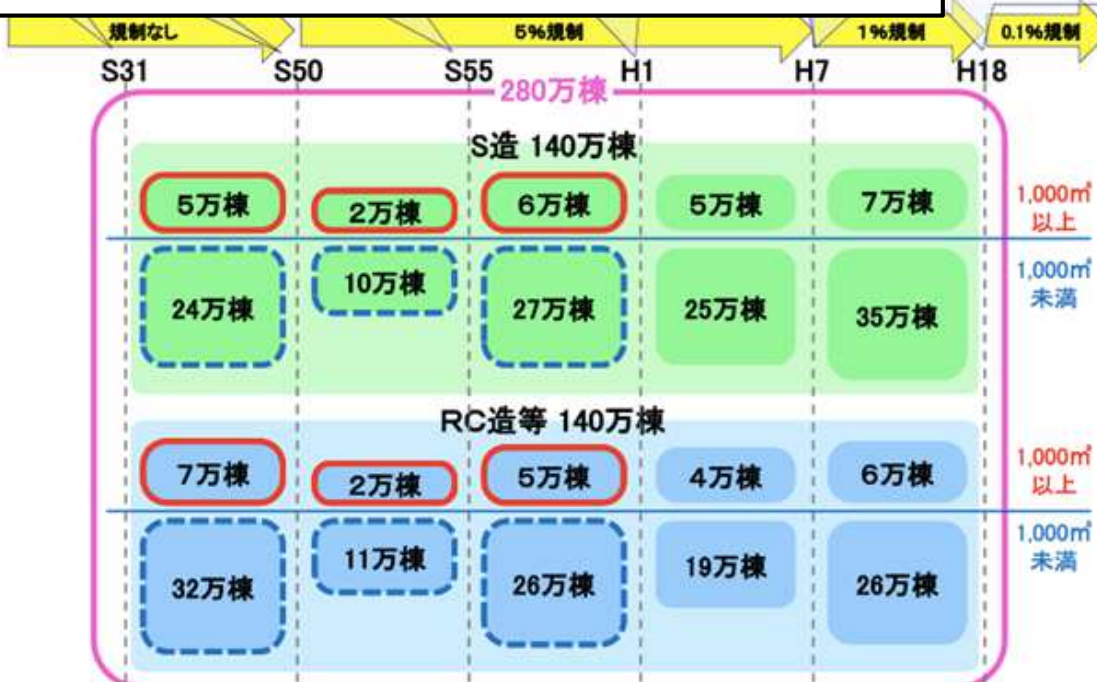 規制なし 5%規制 1%規制 0.1%規制
S31 S50 S55 H1 H7 H18
280万棟
S造 140万棟
5万棟 2万棟 6万棟 5万棟 7万棟
1,000㎡
以上
24万棟 10万棟 27万棟 25万棟 35万棟
1,000㎡
未満
RC造等 140万棟
7万棟 2万棟 5万棟 4万棟 6万棟
1,000㎡
以上
32万棟 11万棟 26万棟 19万棟 26万棟
1,000㎡
未満